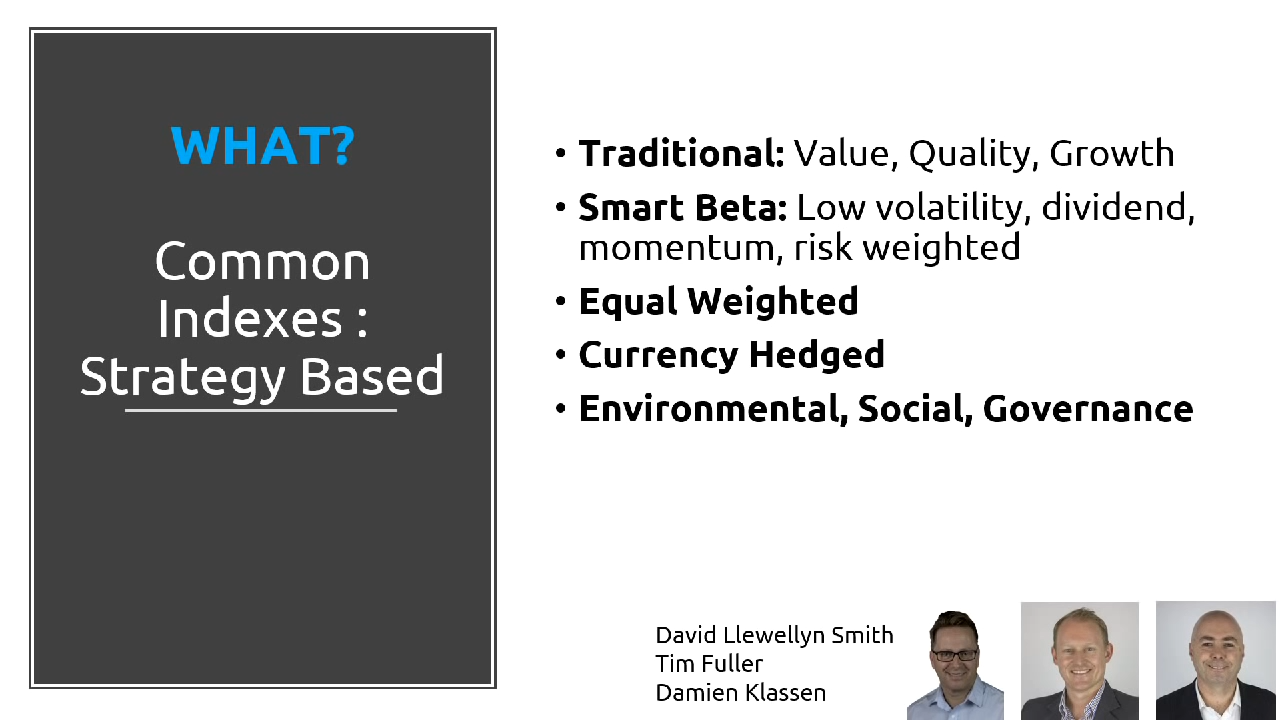 WHAT?
Common
Indexes :
Strategy Based
• Traditional: Value, Quality, Growth
• Smart Beta: Low volatility, dividend,
momentum, risk weighted
• Equal Weighted
• Currency Hedged
• Environmental, Social, Governance
David Llewellyn Smith
Tim Fuller
Damien Klassen